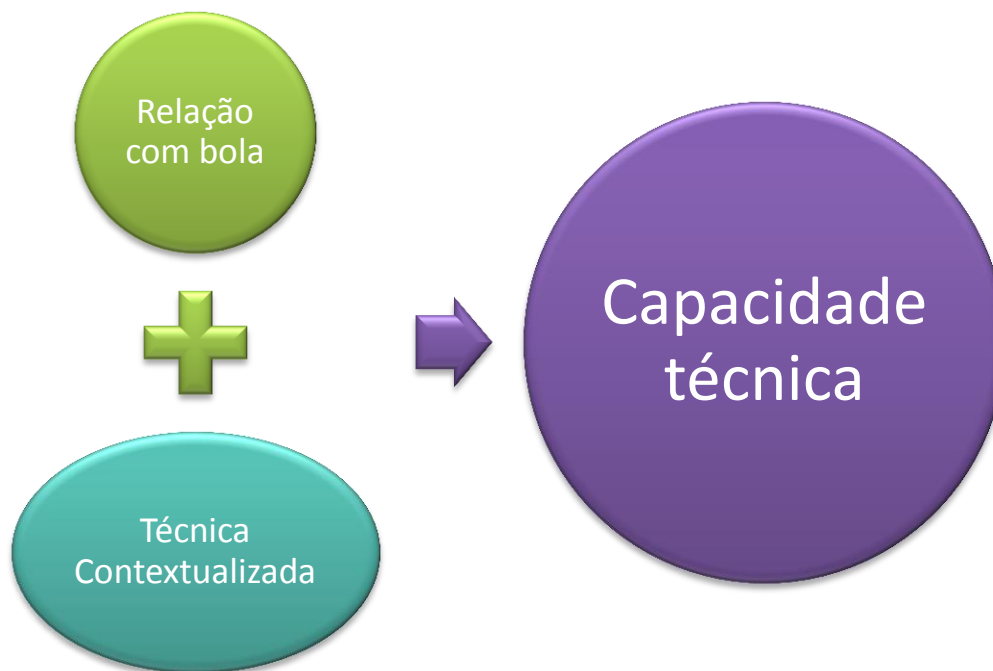 Relação
com bola
Técnica
Contextualizada
Capacidade
técnica